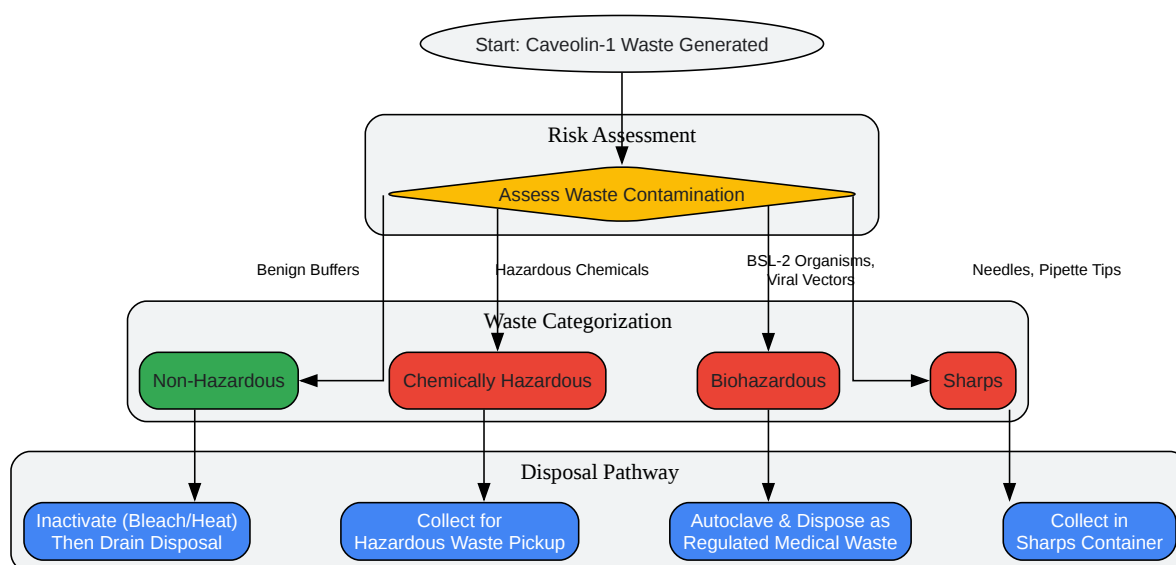 Start: Caveolin-1 Waste Generated
Risk Assessment
Assess Waste Contamination
Benign Buffers
Hazardous Chemicals
BSL-2 Organisms,
Viral Vectors
Needles, Pipette Tips
Waste Categorization
Non-Hazardous
Chemically Hazardous
Biohazardous
Sharps
Disposal Pathway
Inactivate (Bleach/Heat)
Then Drain Disposal
Collect for
Hazardous Waste Pickup
Autoclave & Dispose as
Regulated Medical Waste
Collect in
Sharps Container